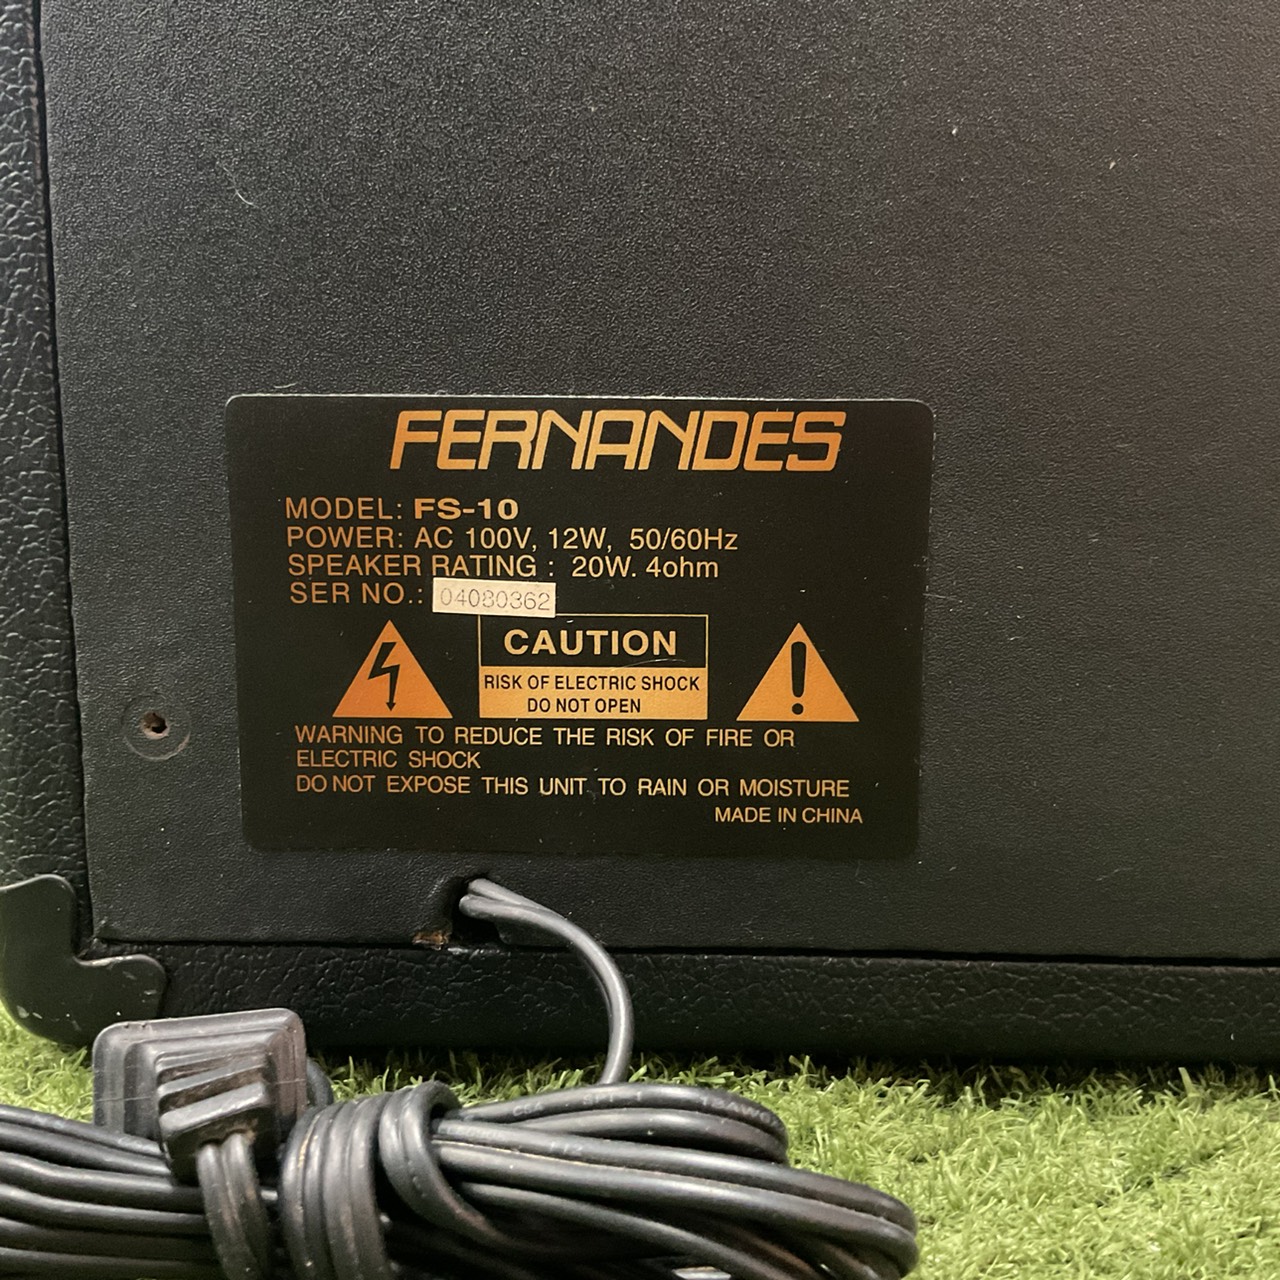 FERNANDES
MODEL: FS-10
POWER: AC 100V, 12W, 50/60Hz
SPEAKER RATING : 20W. 4ohm
SER NO.: 04080362
CAUTION
RISK OF ELECTRIC SHOCK
DO NOT OPEN
WARNING TO REDUCE THE RISK OF FIRE OR
ELECTRIC SHOCK
DO NOT EXPOSE THIS UNIT TO RAIN OR MOISTURE
MADE IN CHINA